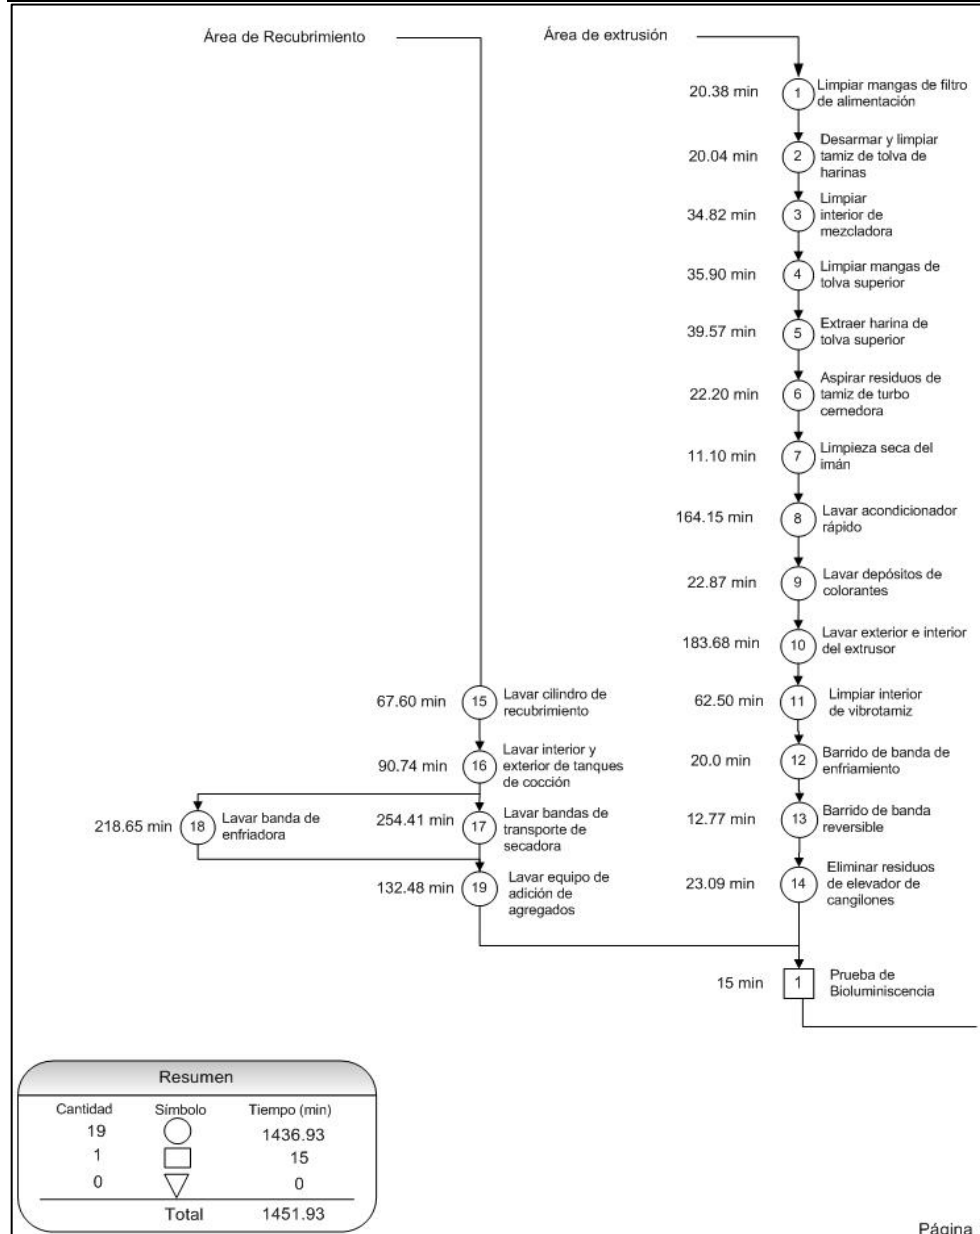 Área de Recubrimiento
Área de extrusión
20.38 min
1
Limpiar mangas de filtro
de alimentación
20.04 min
2
Desarmar y limpiar
tamiz de tolva de
harinas
34.82 min
3
Limpiar
interior de
mezcladora
35.90 min
4
Limpiar mangas de
tolva superior
39.57 min
5
Extraer harina de
tolva superior
22.20 min
6
Aspirar residuos de
tamiz de turbo
cernedora
11.10 min
7
Limpieza seca del
imán
164.15 min
8
Lavar acondicionador
rápido
22.87 min
9
Lavar depósitos de
colorantes
183.68 min
10
Lavar exterior e interior
del extrusor
67.60 min
15
Lavar cilindro de
recubrimiento
62.50 min
11
Limpiar interior
de vibrotamiz
90.74 min
16
Lavar interior y
exterior de tanques
de cocción
20.0 min
12
Barrido de banda de
enfriamiento
218.65 min
18
Lavar banda de
enfriadora
254.41 min
17
Lavar bandas de
transporte de
secadora
12.77 min
13
Barrido de banda
reversible
132.48 min
19
Lavar equipo de
adición de
agregados
23.09 min
14
Eliminar residuos
de elevador de
cangilones
15 min
1
Prueba de
Bioluminiscencia
Resumen
Cantidad Símbolo Tiempo (min)
19 1436.93
1 15
0 0
Total 1451.93
Página